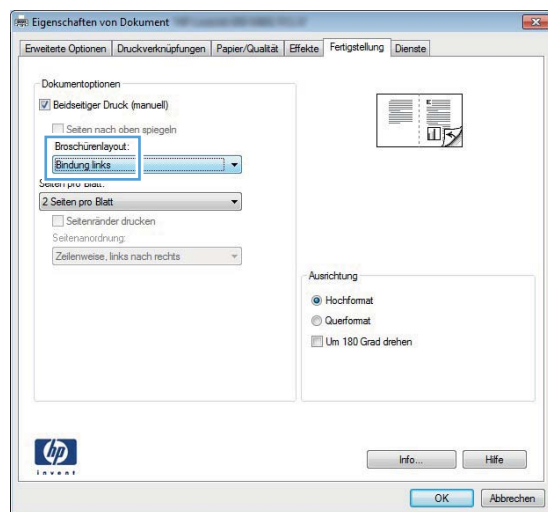 Eigenschaften von Dokument
Erweiterte Optionen Druckverknüpfungen Papier/Qualität Effekte Fertigstellung Dienste
Dokumentoptionen
Beidseitiger Druck (manuell)
Seiten nach oben spiegeln
Broschürenlayout:
Bindung links
Seiten pro Blatt:
2 Seiten pro Blatt
Seitenränder drucken
Seitenanordnung:
Zeilenweise, links nach rechts
Ausrichtung
Hochformat
Querformat
Um 180 Grad drehen
hp
invent
Info... Hilfe
OK Abbrechen